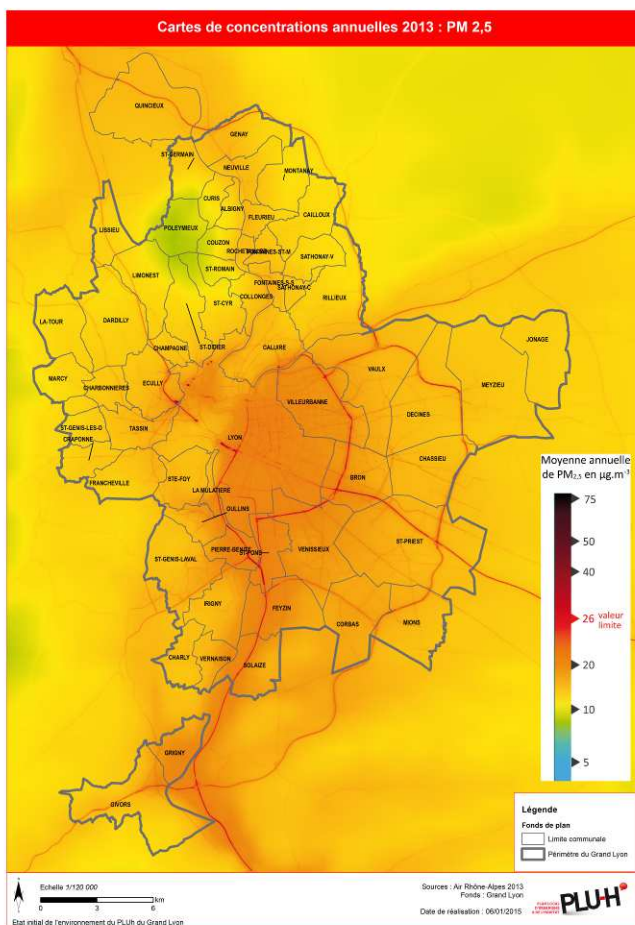 Cartes de concentrations annuelles 2013 : PM 2,5
QUINCIEUX
GENAY
ST-GERMAIN
NEUVILLE
MONTANAY
CURIS
ALBIGNY
FLEURIEU
CAILLOUX
LISSIEU
POLEYMIEUX
COUZON
SATHONAY-V
ST-ROMAIN
LIMONEST
FONTAINES-S-S
SATHONAY-C
ST-CYR
COLLONGES
RILLIEUX
LA-TOUR
DARDILLY
JONAGE
CHAMPAGNE
ST-DIDIER
CALUIRE
VAULX
MARCY
CHARBONNIERES
ECULLY
MEYZIEU
VILLEURBANNE
DECINES
ST-GENIS-LES-O
TASSIN
CRAPONNE
LYON
CHASSIEU
Moyenne annuelle
de PM2,5 en µg.m-3
FRANCHEVILLE
STE-FOY
BRON
LA MULATIERE
75
OULLINS
50
ST-GENIS-LAVAL
PIERRE-BENITE
ST-FONS
VENISSIEUX
ST-PRIEST
40
26 valeur
limite
IRIGNY
FEYZIN
CORBAS
MIONS
20
CHARLY
VERNAISON
SOLAIZE
10
GRIGNY
5
GIVORS
Légende
Fonds de plan
Limite communale
Périmètre du Grand Lyon
N
Echelle 1/120 000
0 3 6 km
Etat initial de l'environnement du PLUh du Grand Lyon
Sources : Air Rhône-Alpes 2013
Fonds : Grand Lyon
Date de réalisation : 06/01/2015
PLU-H